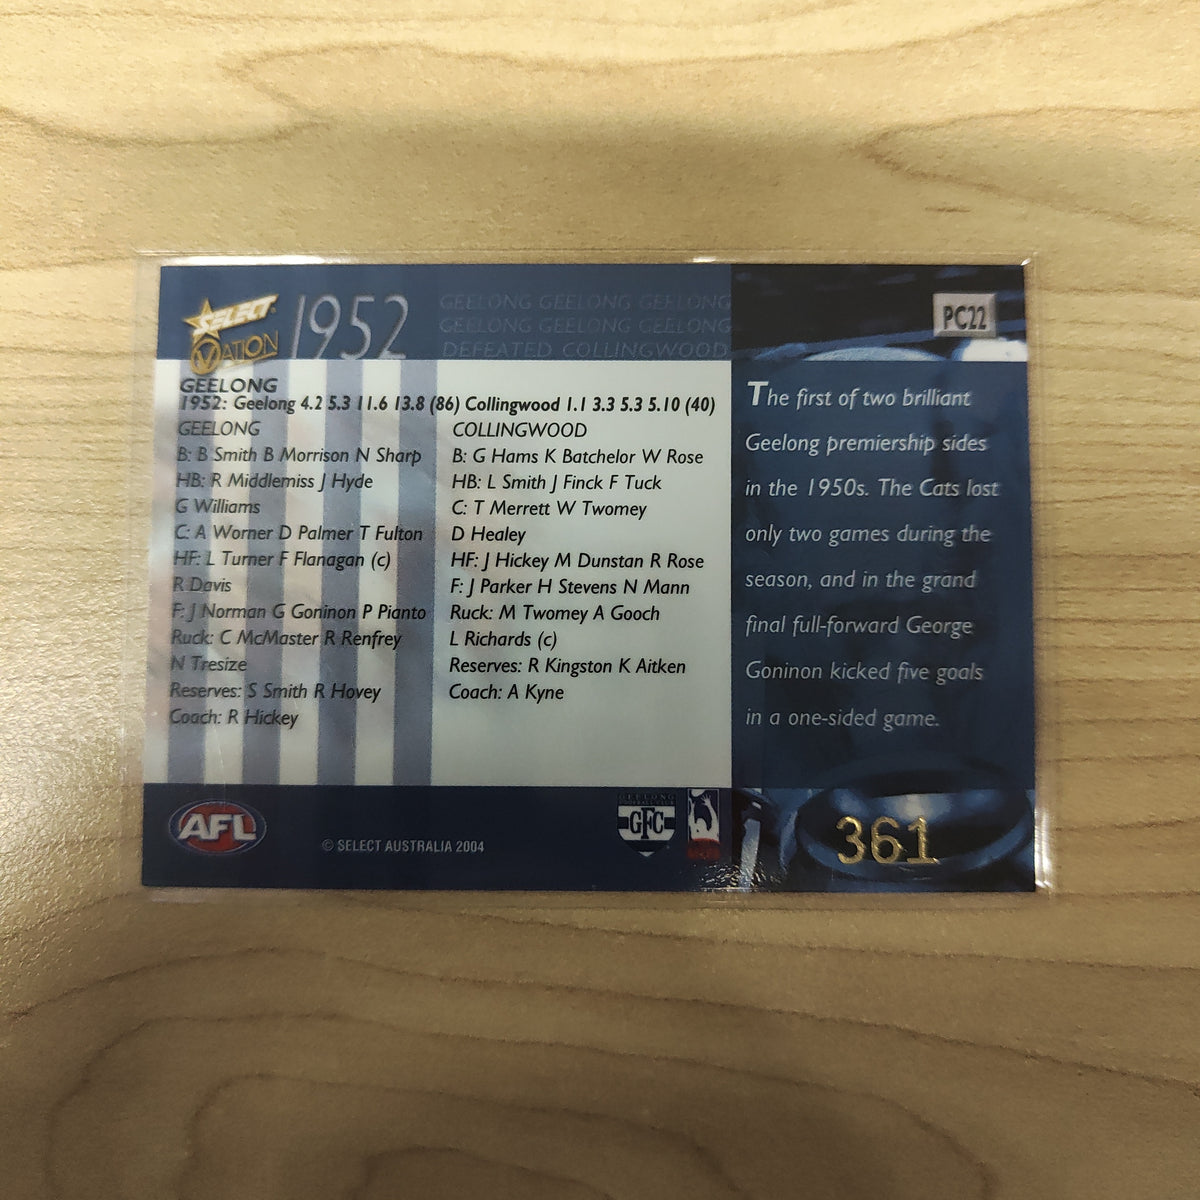 SELECT
OVATION
1952
GEELONG GEELONG GEELONG
GEELONG GEELONG GEELONG
DEFEATED COLLINGWOOD
PC22
GEELONG
1952: Geelong 4.2 5.3 11.6 13.8 (86) Collingwood 1.1 3.3 5.3 5.10 (40)
GEELONG
B: B Smith B Morrison N Sharp
HB: R Middlemiss J Hyde
G Williams
C: A Worner D Palmer T Fulton
HF: L Turner F Flanagan (c)
R Davis
F: J Norman G Goninon P Pianto
Ruck: C McMaster R Renfrey
N Tresize
Reserves: S Smith R Hovey
Coach: R Hickey
COLLINGWOOD
B: G Hams K Batchelor W Rose
HB: L Smith J Finck F Tuck
C: T Merrett W Twomey
D Healey
HF: J Hickey M Dunstan R Rose
F: J Parker H Stevens N Mann
Ruck: M Twomey A Gooch
L Richards (c)
Reserves: R Kingston K Aitken
Coach: A Kyne
The first of two brilliant
Geelong premiership sides
in the 1950s. The Cats lost
only two games during the
season, and in the grand
final full-forward George
Goninon kicked five goals
in a one-sided game.
AFL
© SELECT AUSTRALIA 2004
GEELONG
FOOTBALL CLUB
GFC
361